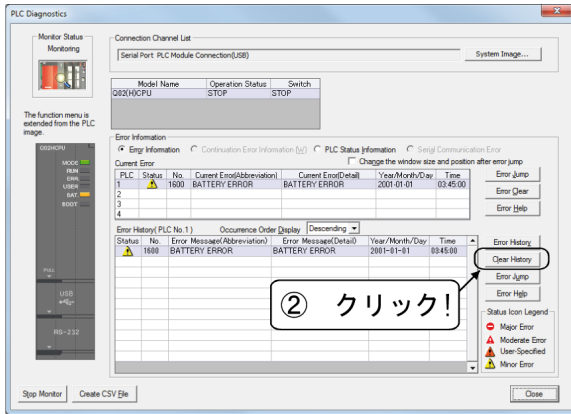 PLC Diagnostics
Monitor Status
Monitoring
Connection Channel List
Serial Port PLC Module Connection(USB)
System Image...
Model Name Operation Status Switch
Q02(H)CPU STOP STOP
The function menu is
extended from the PLC
image.
Error Information
Error Information Continuation Error Information (W) PLC Status Information Serial Communication Error
Current Error Change the window size and position after error jump
PLC Status No. Current Error(Abbreviation) Current Error(Detail) Year/Month/Day Time
1 1600 BATTERY ERROR BATTERY ERROR 2001-01-01 03:45:00
2
3
4
Error Jump
Error Clear
Error Help
Q02HCPU
MODE
RUN
ERR.
USER
BAT.
BOOT
PULL
USB
RS-232
Error History( PLC No.1 ) Occurrence Order Display Descending
Status No. Error Message(Abbreviation) Error Message(Detail) Year/Month/Day Time
1600 BATTERY ERROR BATTERY ERROR 2001-01-01 03:45:00
Error History
Clear History
Error Jump
Error Help
② クリック!
Status Icon Legend
Major Error
Moderate Error
User-Specified
Minor Error
Stop Monitor
Create CSV File
Close